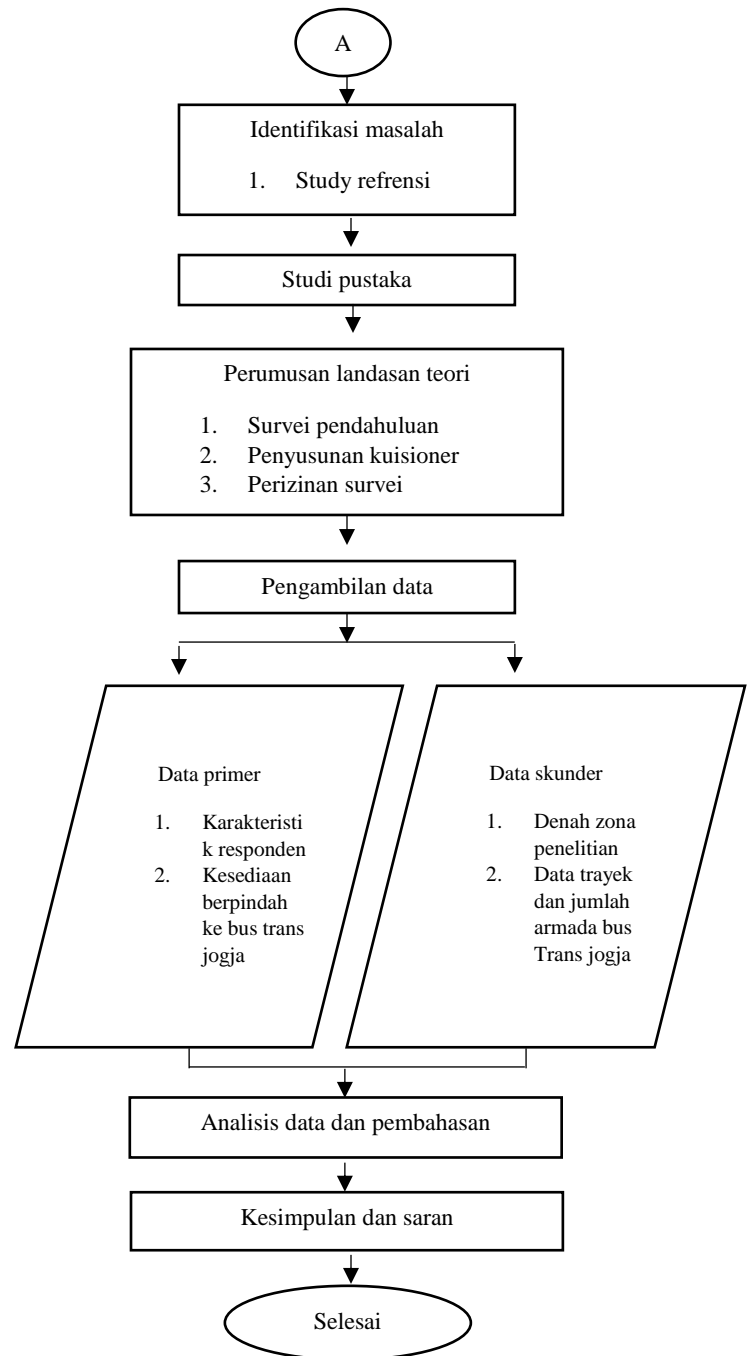 A
Identifikasi masalah
1. Study refrensi
Studi pustaka
Perumusan landasan teori
1. Survei pendahuluan
2. Penyusunan kuisioner
3. Perizinan survei
Pengambilan data
Data primer
1. Karakteristi
k responden
2. Kesediaan
berpindah
ke bus trans
jogja
Data skunder
1. Denah zona
penelitian
2. Data trayek
dan jumlah
armada bus
Trans jogja
Analisis data dan pembahasan
Kesimpulan dan saran
Selesai